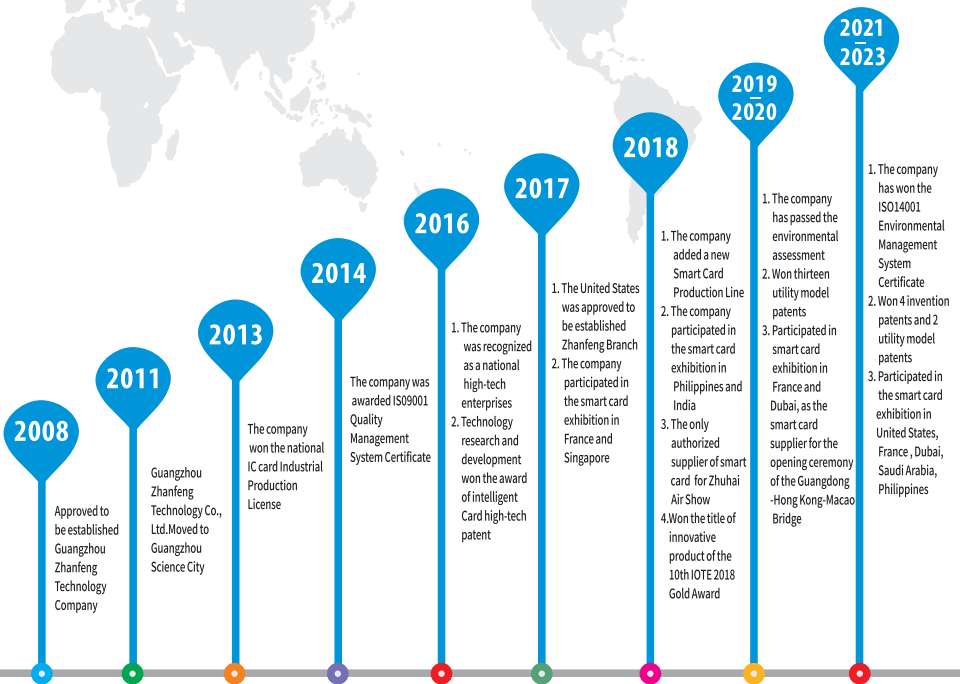 2008
Approved to
be established
Guangzhou
Zhanfeng
Technology
Company
2011
Guangzhou
Zhanfeng
Technology Co.,
Ltd.Moved to
Guangzhou
Science City
2013
The company
won the national
IC card Industrial
Production
License
2014
The company was
awarded IS09001
Quality
Management
System Certificate
2016
1. The company
was recognized
as a national
high-tech
enterprises
2. Technology
research and
development
won the award
of intelligent
Card high-tech
patent
2017
1. The United States
was approved to
be established
Zhanfeng Branch
2. The company
participated in
the smart card
exhibition in
France and
Singapore
2018
1. The company
added a new
Smart Card
Production Line
2. The company
participated in
the smart card
exhibition in
Philippines and
India
3. The only
authorized
supplier of smart
card for Zhuhai
Air Show
4.Won the title of
innovative
product of the
10th IOTE 2018
Gold Award
2019
2020
1. The company
has passed the
environmental
assessment
2. Won thirteen
utility model
patents
3. Participated in
smart card
exhibition in
France and
Dubai, as the
smart card
supplier for the
opening ceremony
of the Guangdong
-Hong Kong-Macao
Bridge
2021
2023
1. The company
has won the
ISO14001
Environmental
Management
System
Certificate
2. Won 4 invention
patents and 2
utility model
patents
3. Participated in
the smart card
exhibition in
United States,
France , Dubai,
Saudi Arabia,
Philippines